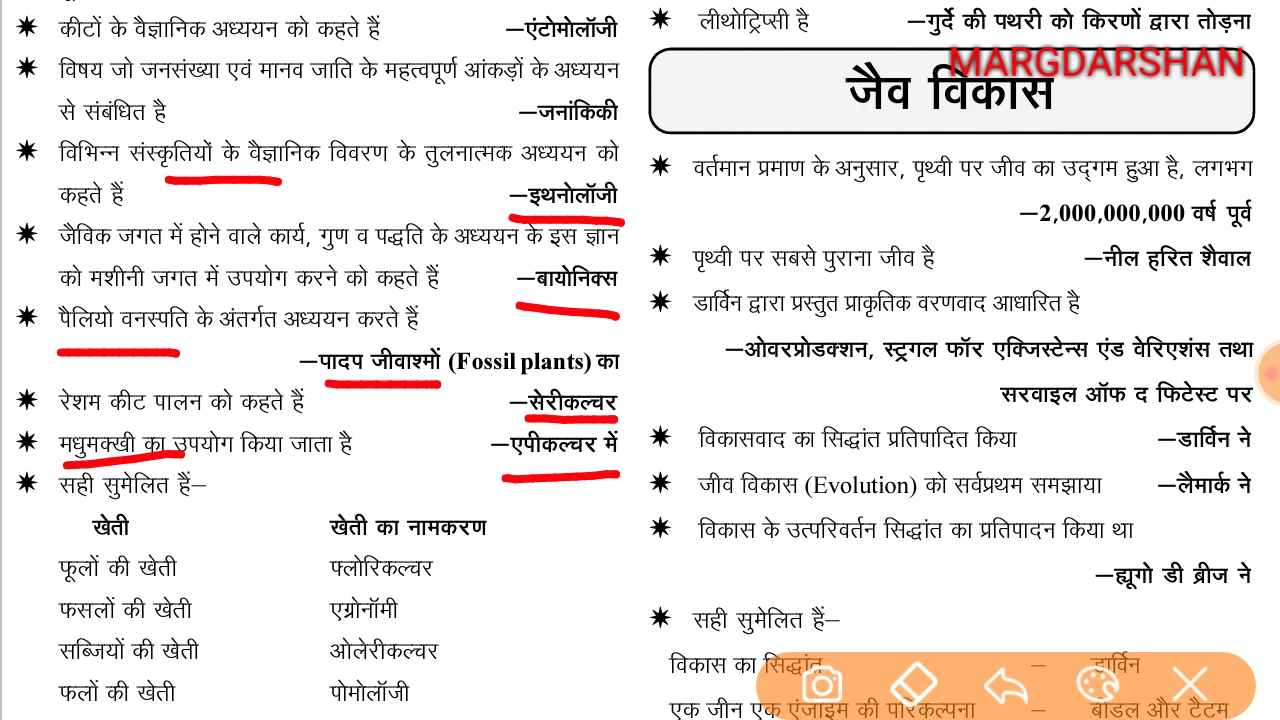 ✷ कीटों के वैज्ञानिक अध्ययन को कहते हैं —एंटोमोलॉजी
✷ विषय जो जनसंख्या एवं मानव जाति के महत्वपूर्ण आंकड़ों के अध्ययन
से संबंधित है —जनांकिकी
✷ विभिन्न संस्कृतियों के वैज्ञानिक विवरण के तुलनात्मक अध्ययन को
कहते हैं —इथनोलॉजी
✷ जैविक जगत में होने वाले कार्य, गुण व पद्धति के अध्ययन के इस ज्ञान
को मशीनी जगत में उपयोग करने को कहते हैं —बायोनिक्स
✷ पैलियो वनस्पति के अंतर्गत अध्ययन करते हैं
—पादप जीवाश्मों (Fossil plants) का
✷ रेशम कीट पालन को कहते हैं —सेरीकल्चर
✷ मधुमक्खी का उपयोग किया जाता है —एपीकल्चर में
✷ सही सुमेलित हैं–
खेती खेती का नामकरण
फूलों की खेती फ्लोरिकल्चर
फसलों की खेती एग्रोनॉमी
सब्जियों की खेती ओलेरीकल्चर
फलों की खेती पोमोलॉजी
✷ लीथोट्रिप्सी है —गुर्दे की पथरी को किरणों द्वारा तोड़ना
MARGDARSHAN
जैव विकास
✷ वर्तमान प्रमाण के अनुसार, पृथ्वी पर जीव का उद्गम हुआ है, लगभग
—2,000,000,000 वर्ष पूर्व
✷ पृथ्वी पर सबसे पुराना जीव है —नील हरित शैवाल
✷ डार्विन द्वारा प्रस्तुत प्राकृतिक वरणवाद आधारित है
—ओवरप्रोडक्शन, स्ट्रगल फॉर एक्जिस्टेन्स एंड वेरिएशंस तथा
सरवाइल ऑफ द फिटेस्ट पर
✷ विकासवाद का सिद्धांत प्रतिपादित किया —डार्विन ने
✷ जीव विकास (Evolution) को सर्वप्रथम समझाया —लैमार्क ने
✷ विकास के उत्परिवर्तन सिद्धांत का प्रतिपादन किया था
—ह्यूगो डी ब्रीज ने
✷ सही सुमेलित हैं–
विकास का सिद्धांत – डार्विन
एक जीन एक एंजाइम की परिकल्पना – बीडल और टैटम